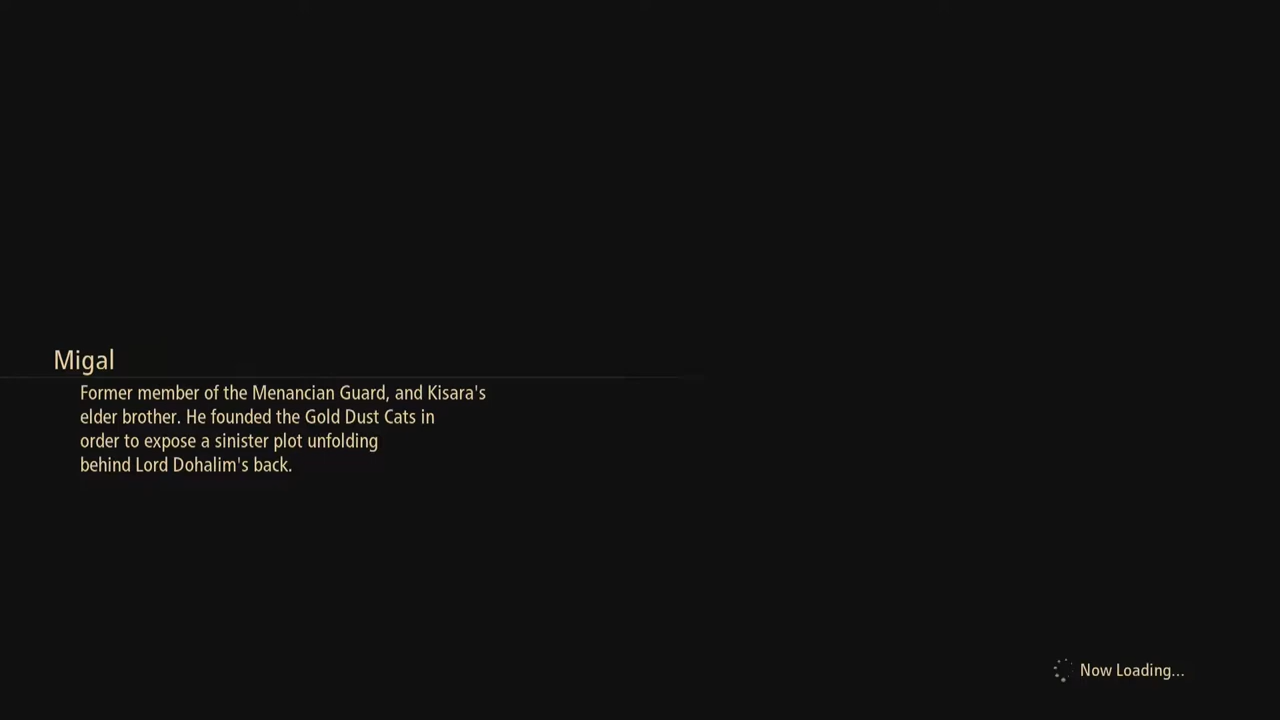 Migal
Former member of the Menancian Guard, and Kisara's
elder brother. He founded the Gold Dust Cats in
order to expose a sinister plot unfolding
behind Lord Dohalim's back.
Now Loading...